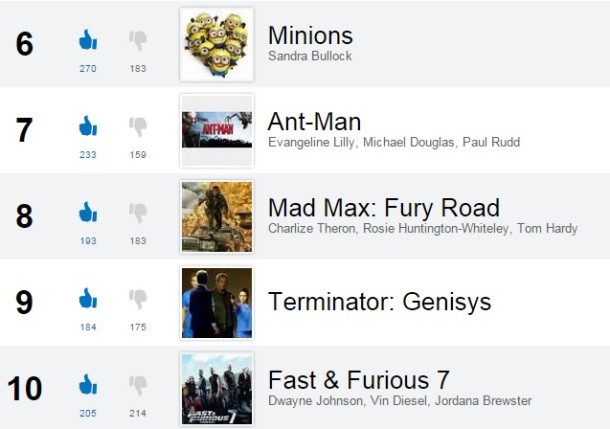 6
270
183
Minions
Sandra Bullock
7
233
159
ANT-MAN
Ant-Man
Evangeline Lilly, Michael Douglas, Paul Rudd
8
193
183
Mad Max: Fury Road
Charlize Theron, Rosie Huntington-Whiteley, Tom Hardy
9
184
175
Terminator: Genisys
10
205
214
FAST & FURIOUS 7
Fast & Furious 7
Dwayne Johnson, Vin Diesel, Jordana Brewster